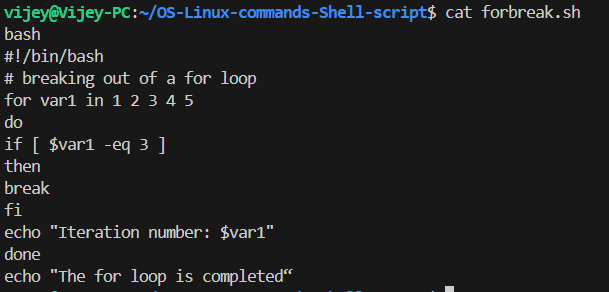 vijey@Vijey-PC:~/OS-Linux-commands-Shell-script$ cat forbreak.sh
bash
#!/bin/bash
# breaking out of a for loop
for var1 in 1 2 3 4 5
do
if [ $var1 -eq 3 ]
then
break
fi
echo "Iteration number: $var1"
done
echo "The for loop is completed“